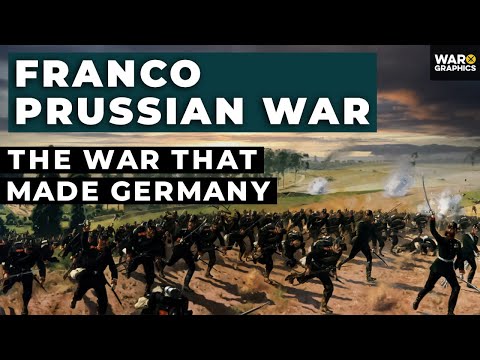 FRANCO
PRUSSIAN WAR
THE WAR THAT
MADE GERMANY
WAR
GRAPHICS